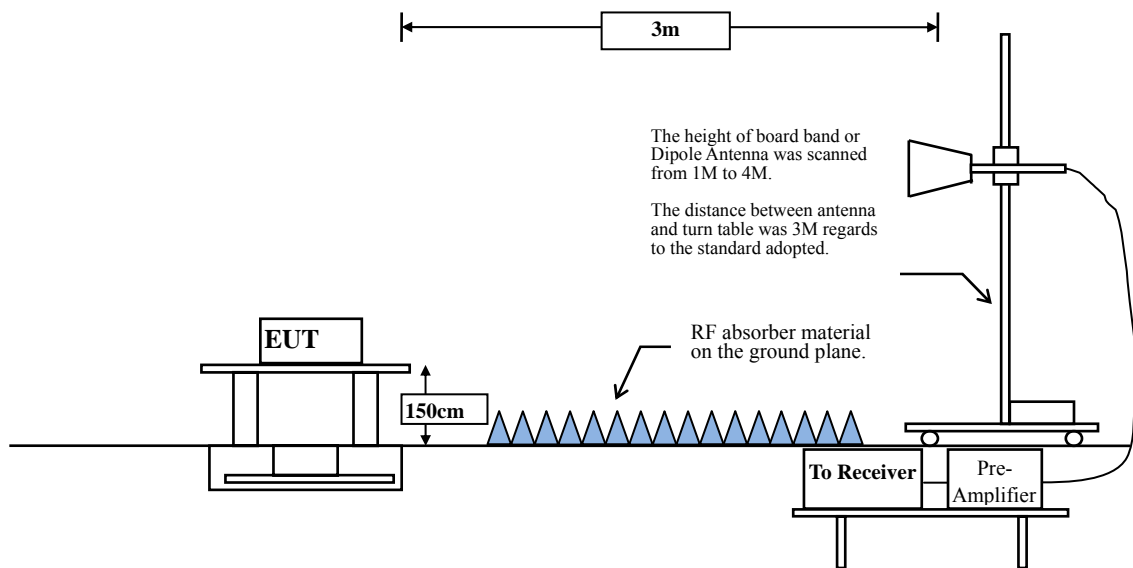 3m
The height of board band or
Dipole Antenna was scanned
from 1M to 4M.
The distance between antenna
and turn table was 3M regards
to the standard adopted.
EUT
RF absorber material
on the ground plane.
150cm
To Receiver
Pre-
Amplifier